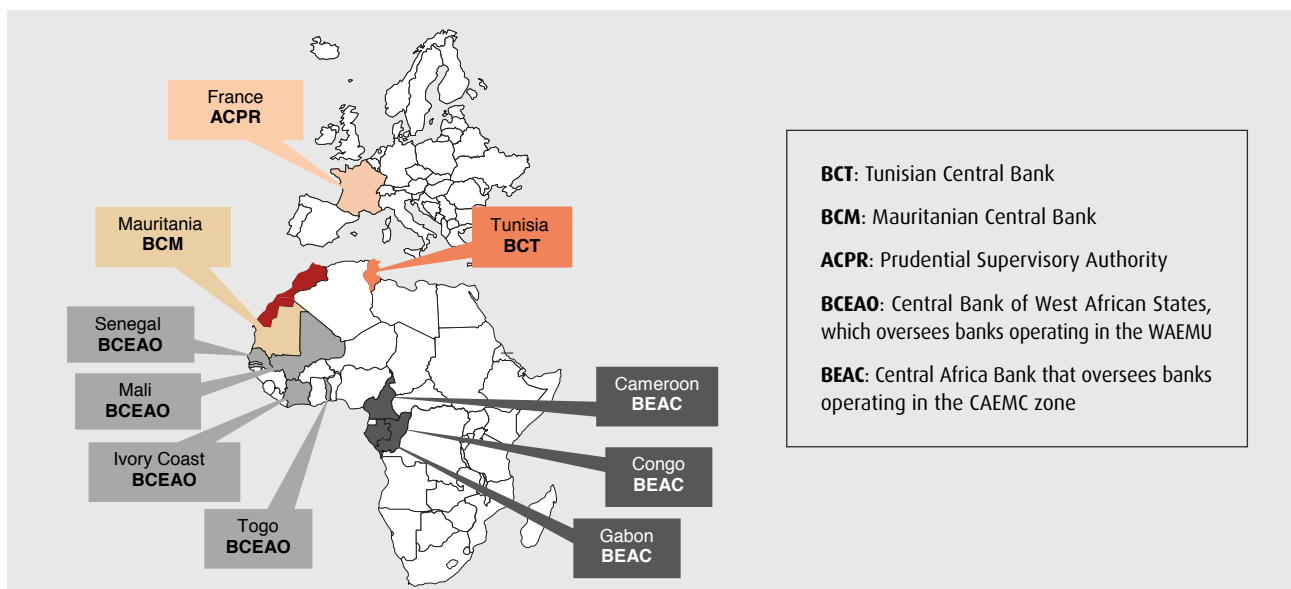 France
ACPR
Mauritania
BCM
Tunisia
BCT
Senegal
BCEAO
Mali
BCEAO
Ivory Coast
BCEAO
Togo
BCEAO
Cameroon
BEAC
Congo
BEAC
Gabon
BEAC
BCT: Tunisian Central Bank
BCM: Mauritanian Central Bank
ACPR: Prudential Supervisory Authority
BCEAO: Central Bank of West African States,
which oversees banks operating in the WAEMU
BEAC: Central Africa Bank that oversees banks
operating in the CAEMC zone